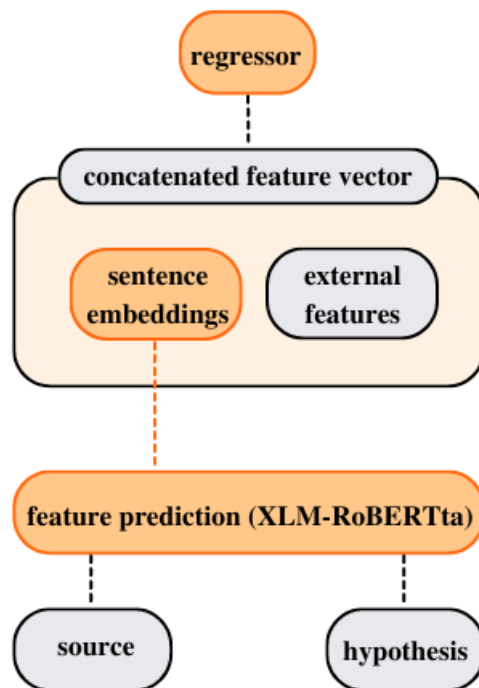 regressor
concatenated feature vector
sentence
embeddings
external
features
feature prediction (XLM-RoBERTta)
source
hypothesis